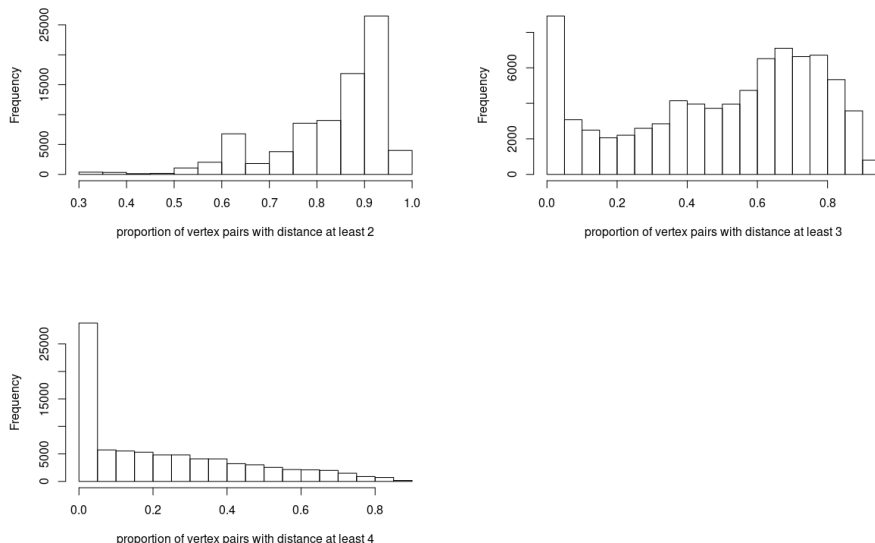 Frequency
0
5000
15000
25000
0.3 0.4 0.5 0.6 0.7 0.8 0.9 1.0
proportion of vertex pairs with distance at least 2
Frequency
0
2000
6000
0.0 0.2 0.4 0.6 0.8
proportion of vertex pairs with distance at least 3
Frequency
0
5000
15000
25000
0.0 0.2 0.4 0.6 0.8
proportion of vertex pairs with distance at least 4